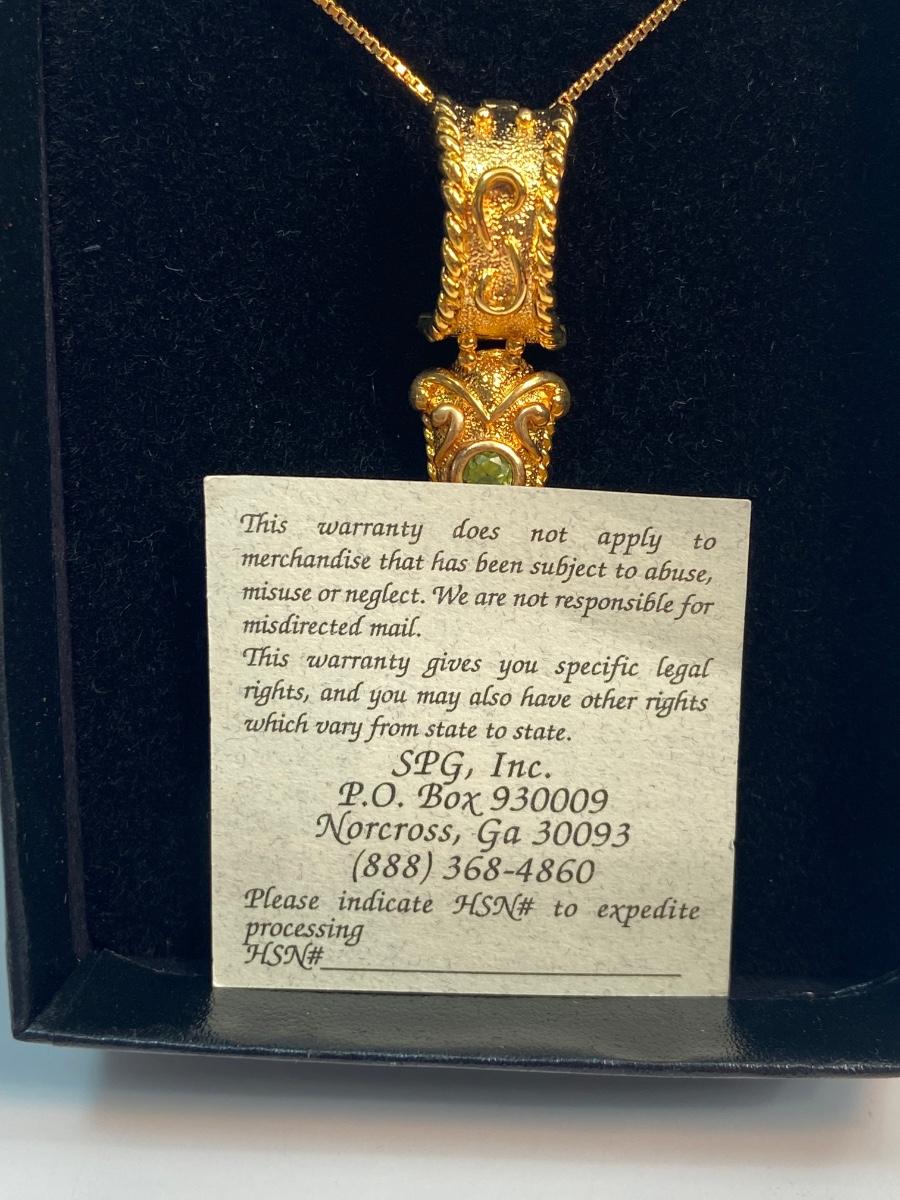 This warranty does not apply to
merchandise that has been subject to abuse,
misuse or neglect. We are not responsible for
misdirected mail.
This warranty gives you specific legal
rights, and you may also have other rights
which vary from state to state.
SPG, Inc.
P.O. Box 930009
Norcross, Ga 30093
(888) 368-4860
Please indicate HSN# to expedite
processing
HSN#